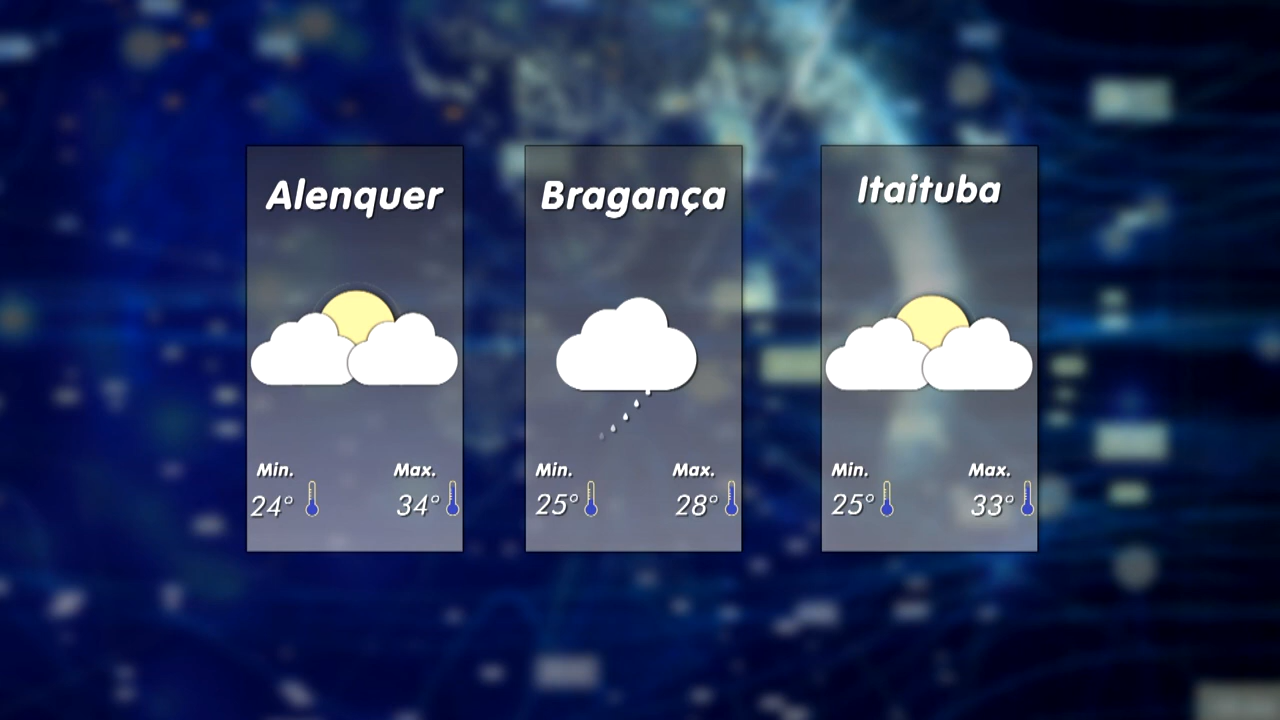 Alenquer
Min. Max.
24° 34°
Bragança
Min. Max.
25° 28°
Itaituba
Min. Max.
25° 33°